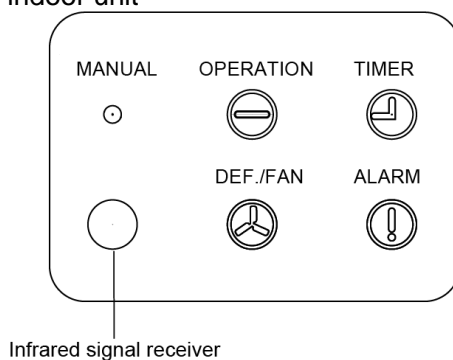 indoor unit
MANUAL OPERATION TIMER
DEF./FAN ALARM
Infrared signal receiver